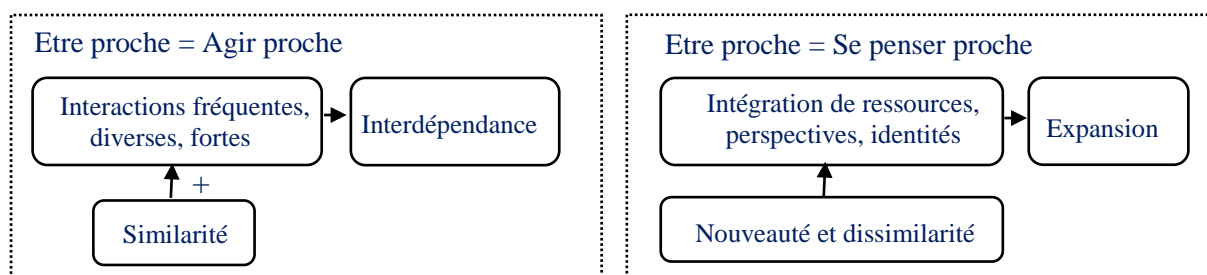 Etre proche = Agir proche
Interactions fréquentes,
diverses, fortes
Interdépendance
+
Similarité
Etre proche = Se penser proche
Intégration de ressources,
perspectives, identités
Expansion
Nouveauté et dissimilarité